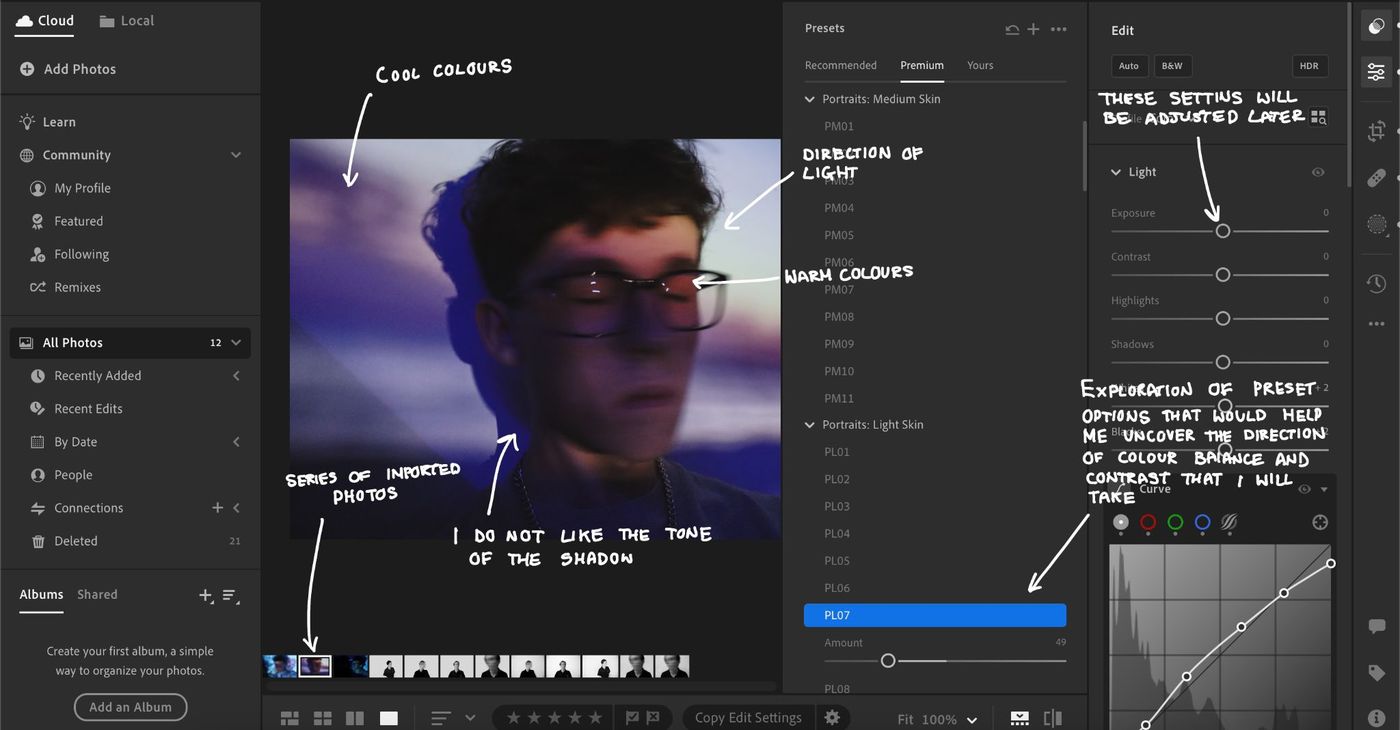 Cloud
Local
Add Photos
Learn
Community
My Profile
Featured
Following
Remixes
All Photos 12
Recently Added
Recent Edits
By Date
People
Connections
Deleted 21
Albums Shared
Create your first album, a simple
way to organize your photos.
Add an Album
COOL COLOURS
DIRECTION OF
LIGHT
WARM COLOURS
SERIES OF INPORTED
PHOTOS
I DO NOT LIKE THE TONE
OF THE SHADOW
Copy Edit Settings
Fit 100%
Presets
Recommended Premium Yours
Portraits: Medium Skin
PM01
PM03
PM04
PM05
PM06
PM07
PM08
PM09
PM10
PM11
Portraits: Light Skin
PL01
PL02
PL03
PL04
PL05
PL06
PL07
Amount 49
PL08
Edit
Auto B&W HDR
THESE SETTINS WILL
BE ADJUSTED LATER
Light
Exposure 0
Contrast 0
Highlights 0
Shadows 0
+ 2
EXPLORATION OF PRESET
OPTIONS THAT WOULD HELP
ME UNCOVER THE DIRECTION
OF COLOUR BALANCE AND
CONTRAST THAT I WILL
TAKE
Curve